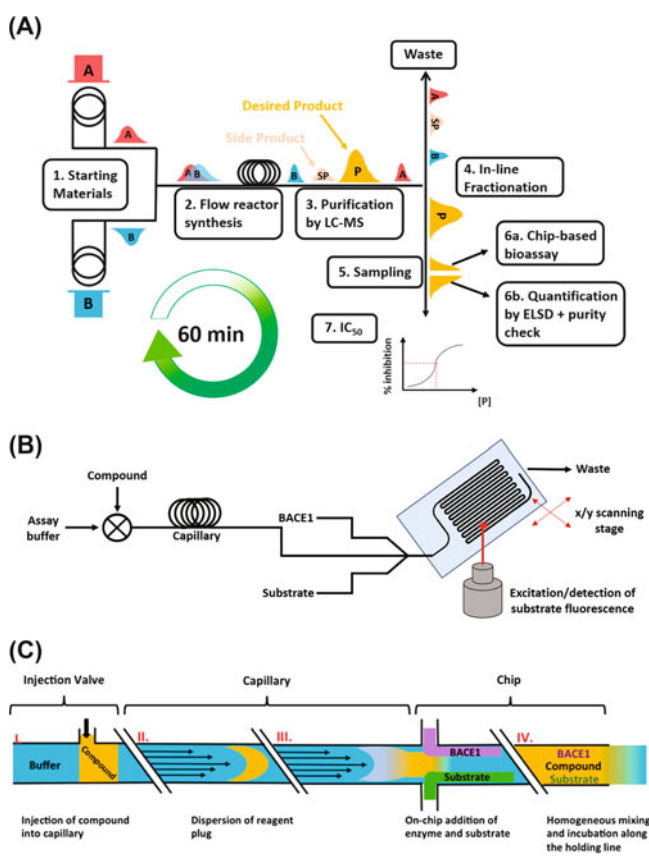 (A)
Waste
A
A
SP
B
Desired Product
Side Product
A
B
A
B
SP
P
A
P
1. Starting
Materials
2. Flow reactor
synthesis
3. Purification
by LC-MS
4. In-line
Fractionation
B
B
5. Sampling
6a. Chip-based
bioassay
6b. Quantification
by ELSD + purity
check
60 min
7. IC50
% inhibition
[P]
(B)
Compound
Assay
buffer
Capillary
BACE1
Substrate
Waste
x/y scanning
stage
Excitation/detection of
substrate fluorescence
(C)
Injection Valve
Capillary
Chip
I.
II.
III.
IV.
Buffer
Compound
BACE1
Substrate
BACE1
Compound
Substrate
Injection of compound
into capillary
Dispersion of reagent
plug
On-chip addition of
enzyme and substrate
Homogeneous mixing
and incubation along
the holding line